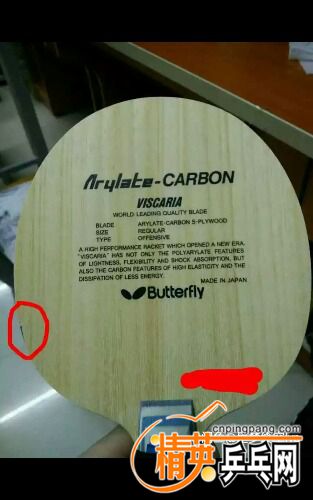 Arylate-CARBON
VISCARIA
WORLD LEADING QUALITY BLADE
BLADE ARYLATE-CARBON 5-PLYWOOD
SIZE REGULAR
TYPE OFFENSIVE
A HIGH PERFORMANCE RACKET WHICH OPENED A NEW ERA.
"VISCARIA" HAS NOT ONLY THE POLYARYLATE FEATURES
OF LIGHTNESS, FLEXIBILITY AND SHOCK ABSORPTION, BUT
ALSO THE CARBON FEATURES OF HIGH ELASTICITY AND THE
DISSIPATION OF LESS ENERGY.
MADE IN JAPAN
Butterfly
cnpingpang.com
精英乒乓网